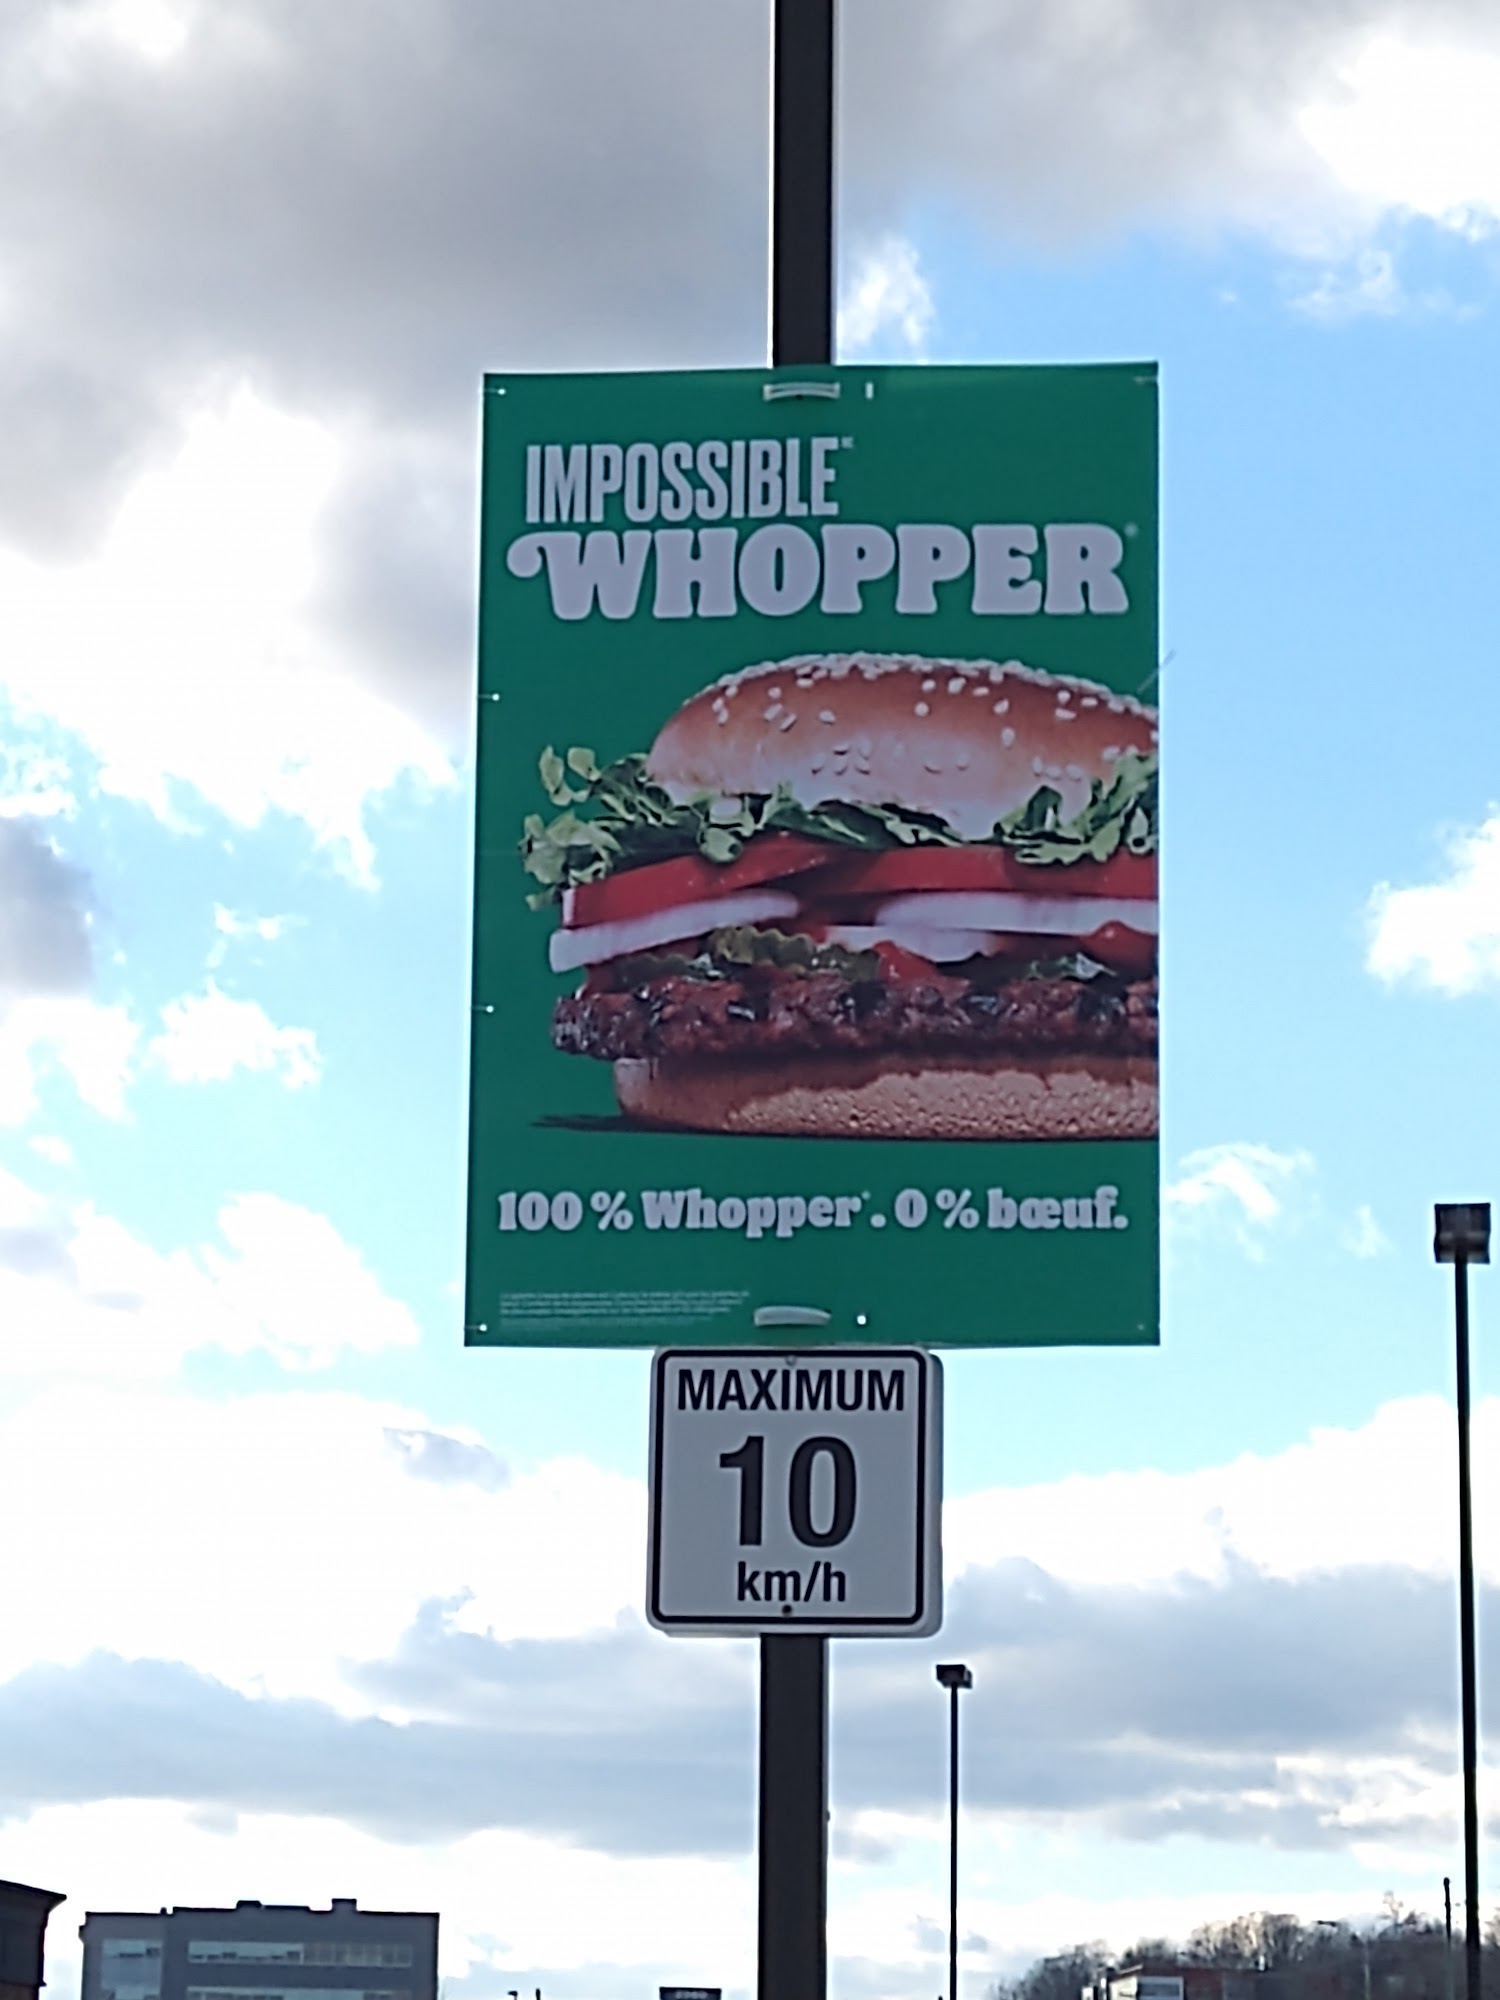 IMPOSSIBLE
WHOPPER
100 % Whopper. 0 % bœuf.
MAXIMUM
10
km/h